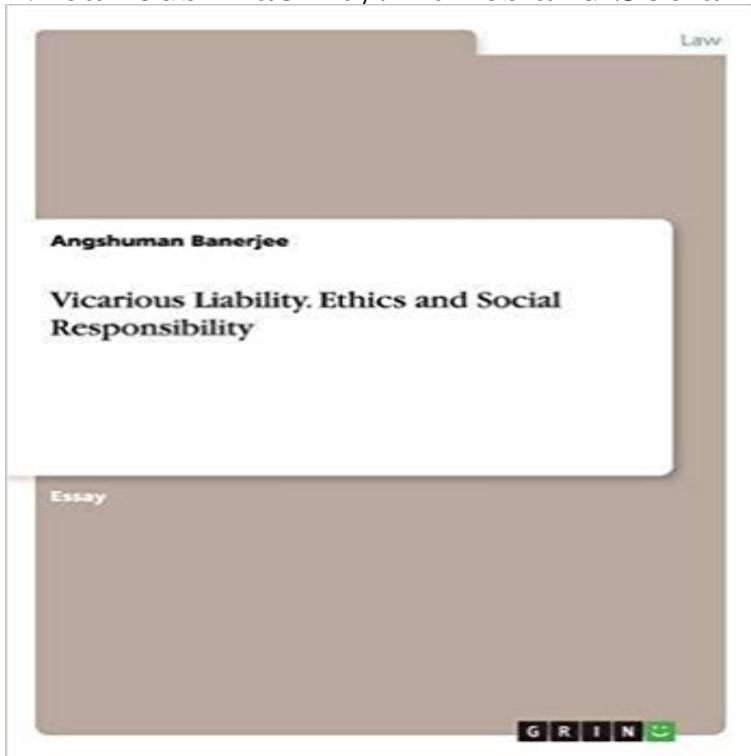 Law
Angshuman Banerjee
Vicarious Liability. Ethics and Social
Responsibility
Essay
GRIN